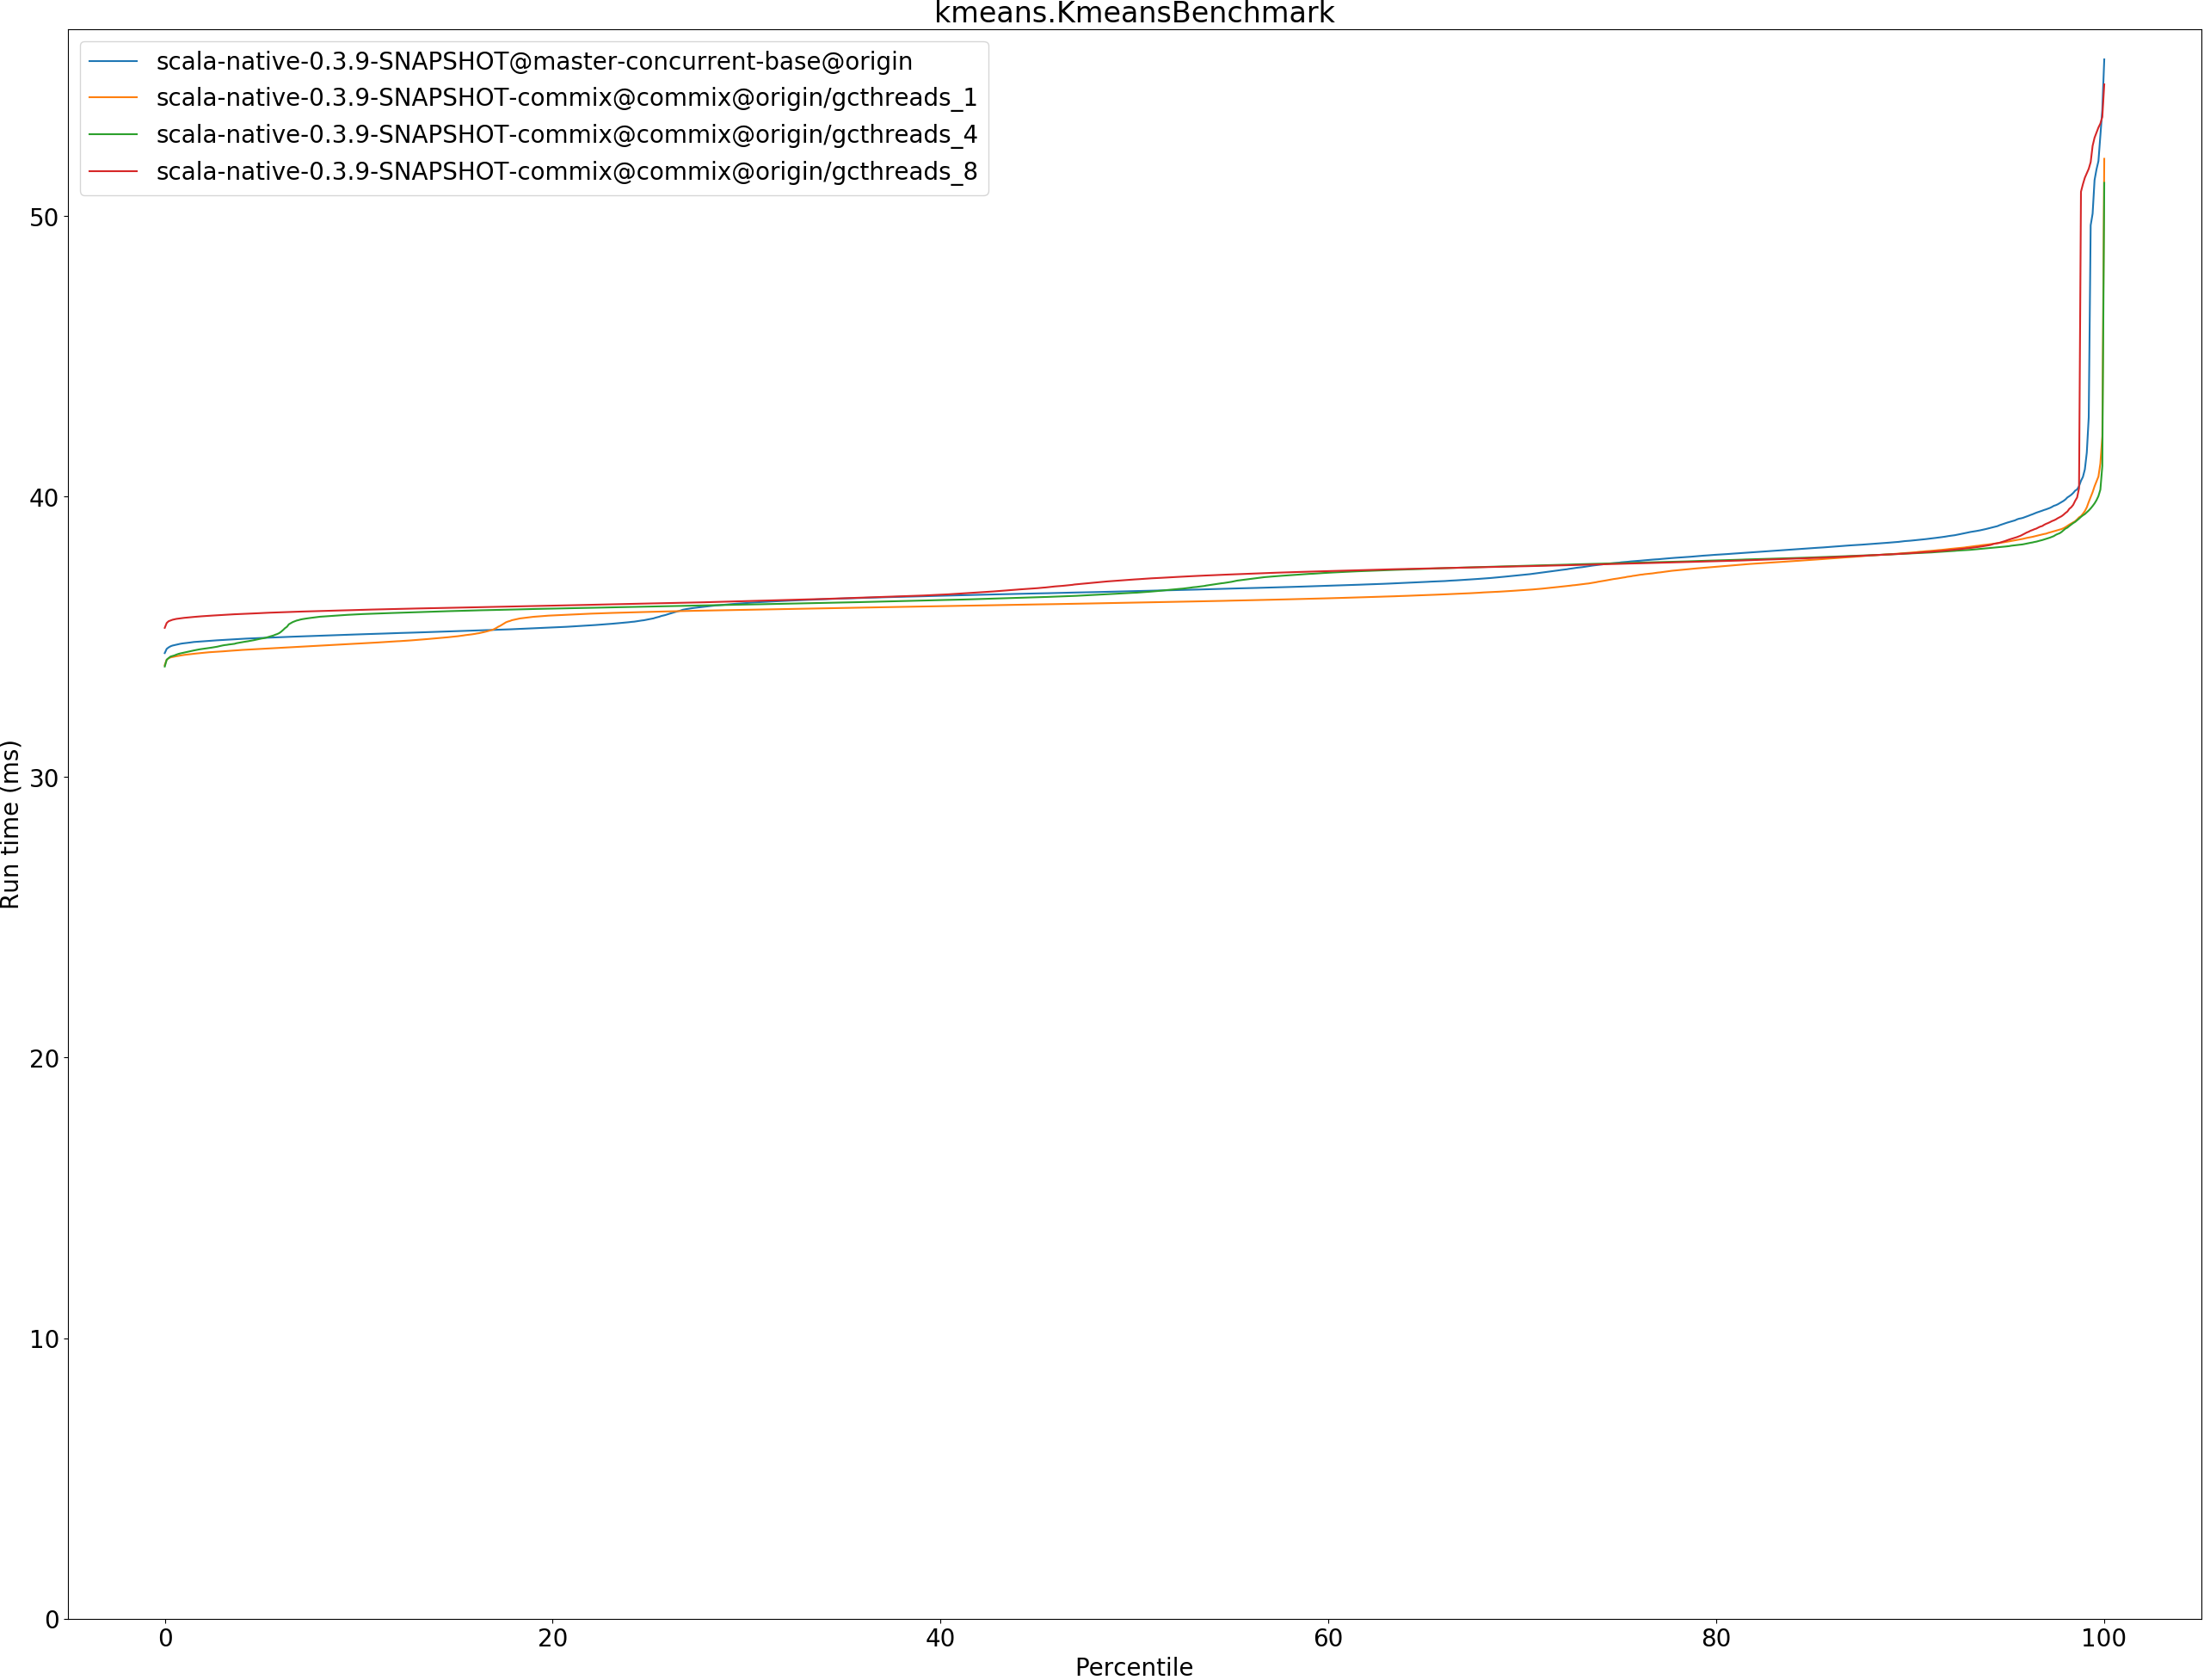 kmeans.KmeansBenchmark
scala-native-0.3.9-SNAPSHOT@master-concurrent-base@origin
scala-native-0.3.9-SNAPSHOT-commix@commix@origin/gcthreads_1
scala-native-0.3.9-SNAPSHOT-commix@commix@origin/gcthreads_4
scala-native-0.3.9-SNAPSHOT-commix@commix@origin/gcthreads_8
50
40
30
20
10
0
Run time (ms)
0 20 40 60 80 100
Percentile